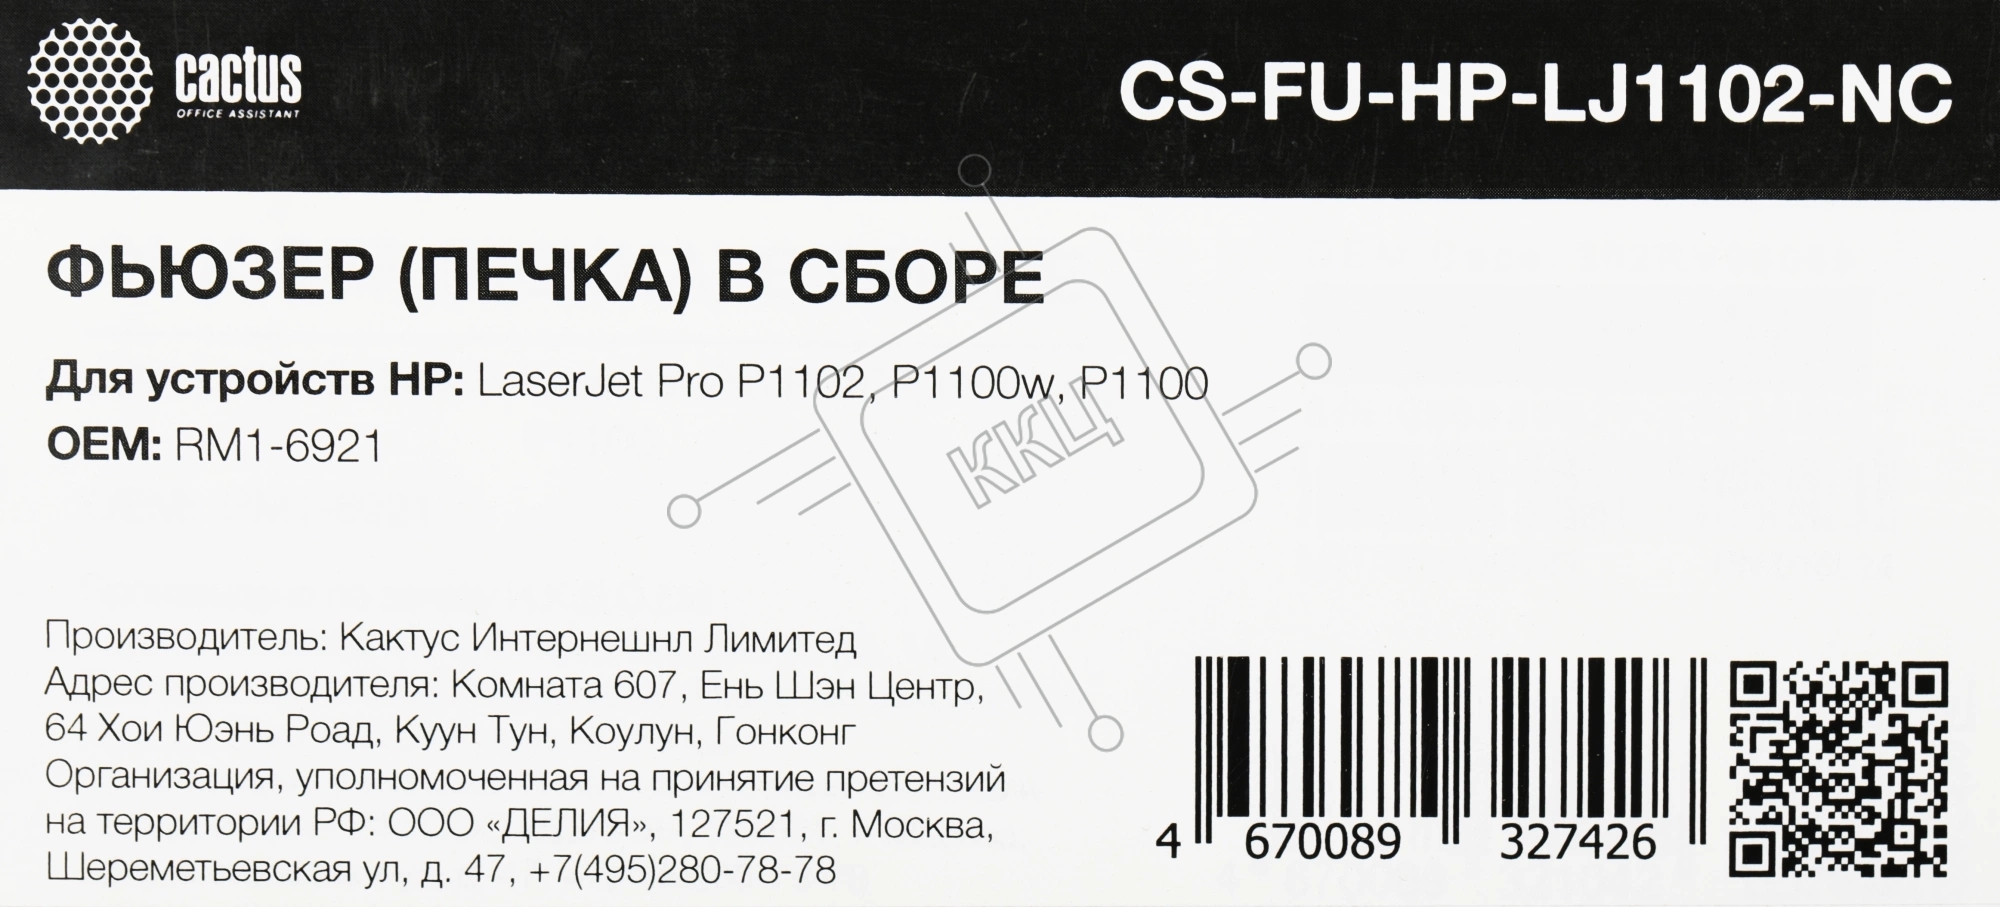 cactus
OFFICE ASSISTANT
CS-FU-HP-LJ1102-NC
ФЬЮЗЕР (ПЕЧКА) В СБОРЕ
Для устройств HP: LaserJet Pro P1102, P1100w, P1100
OEM: RM1-6921
ККЦ
Производитель: Кактус Интернешнл Лимитед
Адрес производителя: Комната 607, Ень Шэн Центр,
64 Хои Юэнь Роад, Куун Тун, Коулун, Гонконг
Организация, уполномоченная на принятие претензий
на территории РФ: ООО «ДЕЛИЯ», 127521, г. Москва,
Шереметьевская ул, д. 47, +7(495)280-78-78
4 670089 327426